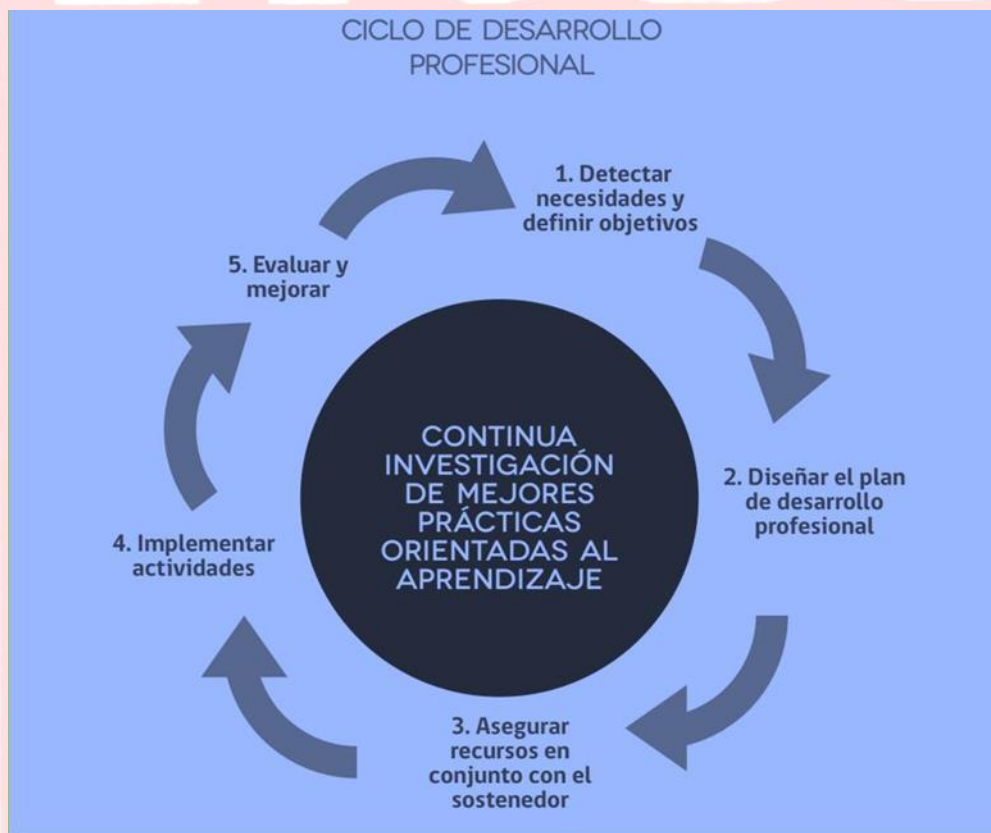 CICLO DE DESARROLLO
PROFESIONAL
1. Detectar
necesidades y
definir objetivos
2. Diseñar el plan
de desarrollo
profesional
3. Asegurar
recursos en
conjunto con el
sostenedor
4. Implementar
actividades
5. Evaluar y
mejorar
CONTINUA
INVESTIGACIÓN
DE MEJORES
PRÁCTICAS
ORIENTADAS AL
APRENDIZAJE